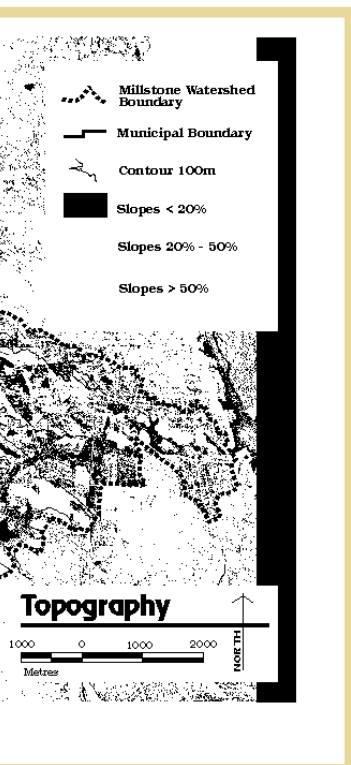 Millstone Watershed
Boundary
Municipal Boundary
Contour 100m
Slopes < 20%
Slopes 20% - 50%
Slopes > 50%
Topography
1000 0 1000 2000
Metres
NORTH